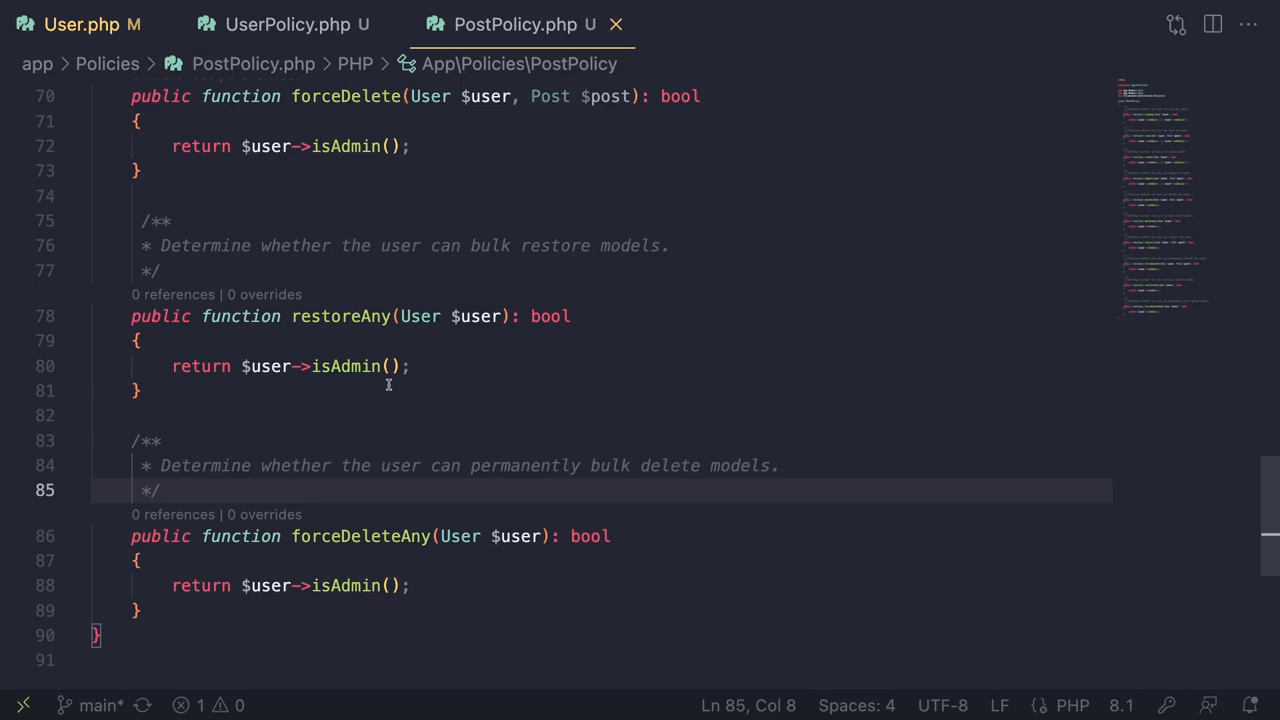 User.php M
UserPolicy.php U
PostPolicy.php U
app > Policies > PostPolicy.php > PHP > App\Policies\PostPolicy
70 public function forceDelete(User $user, Post $post): bool
71 {
72 return $user->isAdmin();
73 }
74
75 /**
76 * Determine whether the user can bulk restore models.
77 */
0 references | 0 overrides
78 public function restoreAny(User $user): bool
79 {
80 return $user->isAdmin();
81 }
82
83 /**
84 * Determine whether the user can permanently bulk delete models.
85 */
0 references | 0 overrides
86 public function forceDeleteAny(User $user): bool
87 {
88 return $user->isAdmin();
89 }
90 }
91
main* 1 0 Ln 85, Col 8 Spaces: 4 UTF-8 LF PHP 8.1